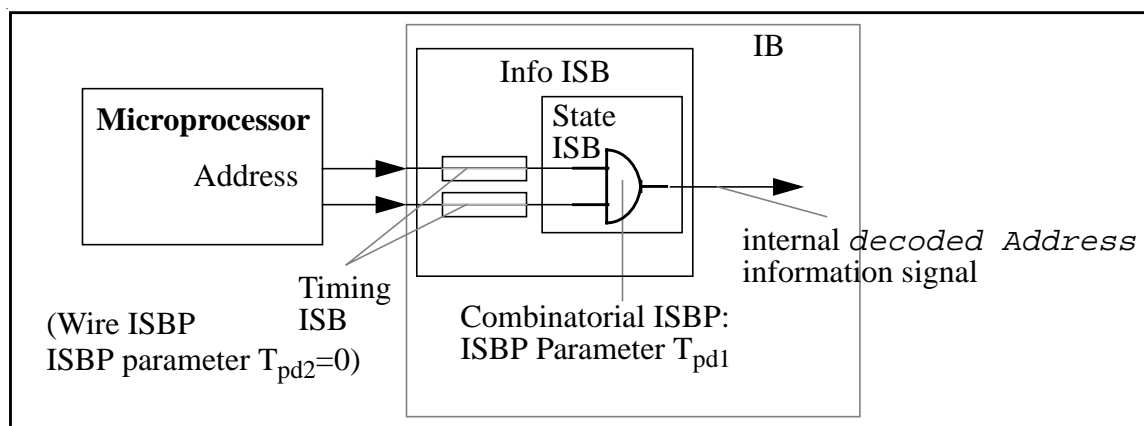 IB
Info ISB
Microprocessor
State
ISB
Address
internal decoded Address
information signal
Timing
ISB
(Wire ISBP
ISBP parameter Tpd2=0)
Combinatorial ISBP:
ISBP Parameter Tpd1